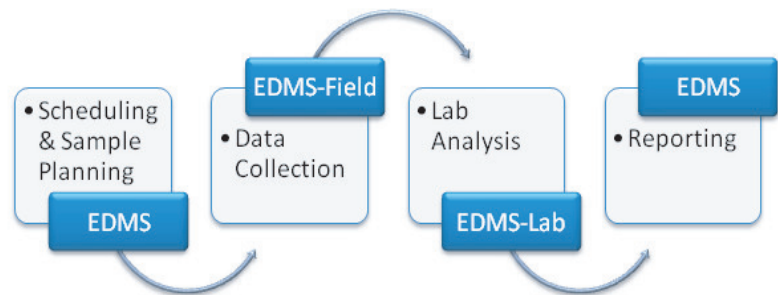 • Scheduling
& Sample
Planning
EDMS
EDMS-Field
• Data
Collection
• Lab
Analysis
EDMS-Lab
EDMS
• Reporting